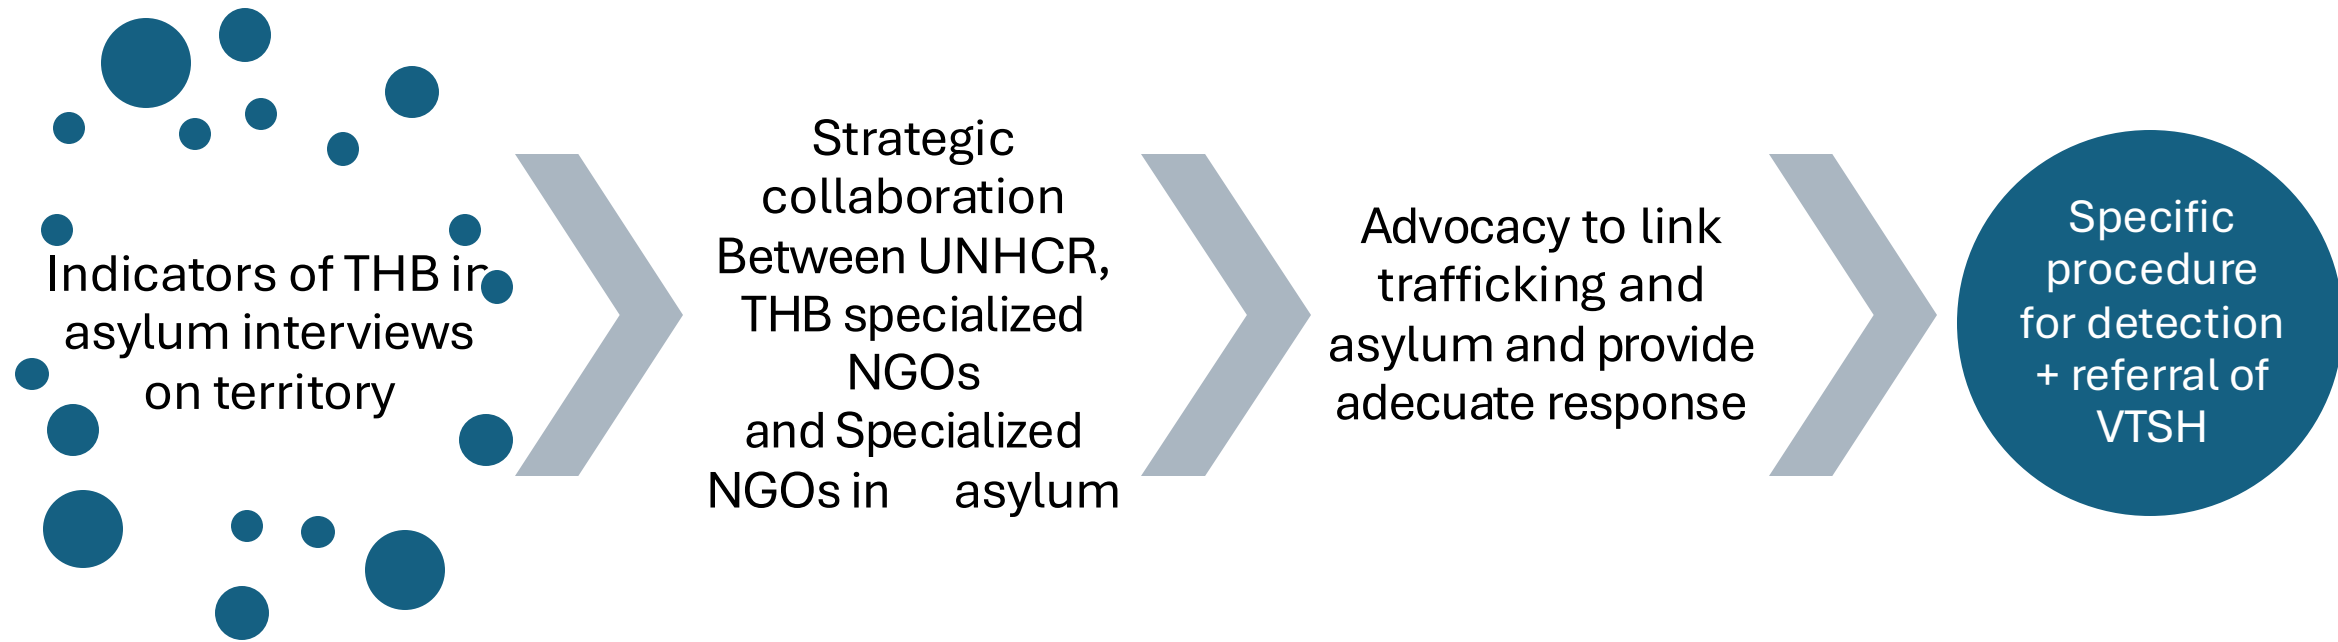 Indicators of THB in
asylum interviews
on territory
Strategic
collaboration
Between UNHCR,
THB specialized
NGOs
and Specialized
NGOs in asylum
Advocacy to link
trafficking and
asylum and provide
adecuate response
Specific
procedure
for detection
+ referral of
VTSH